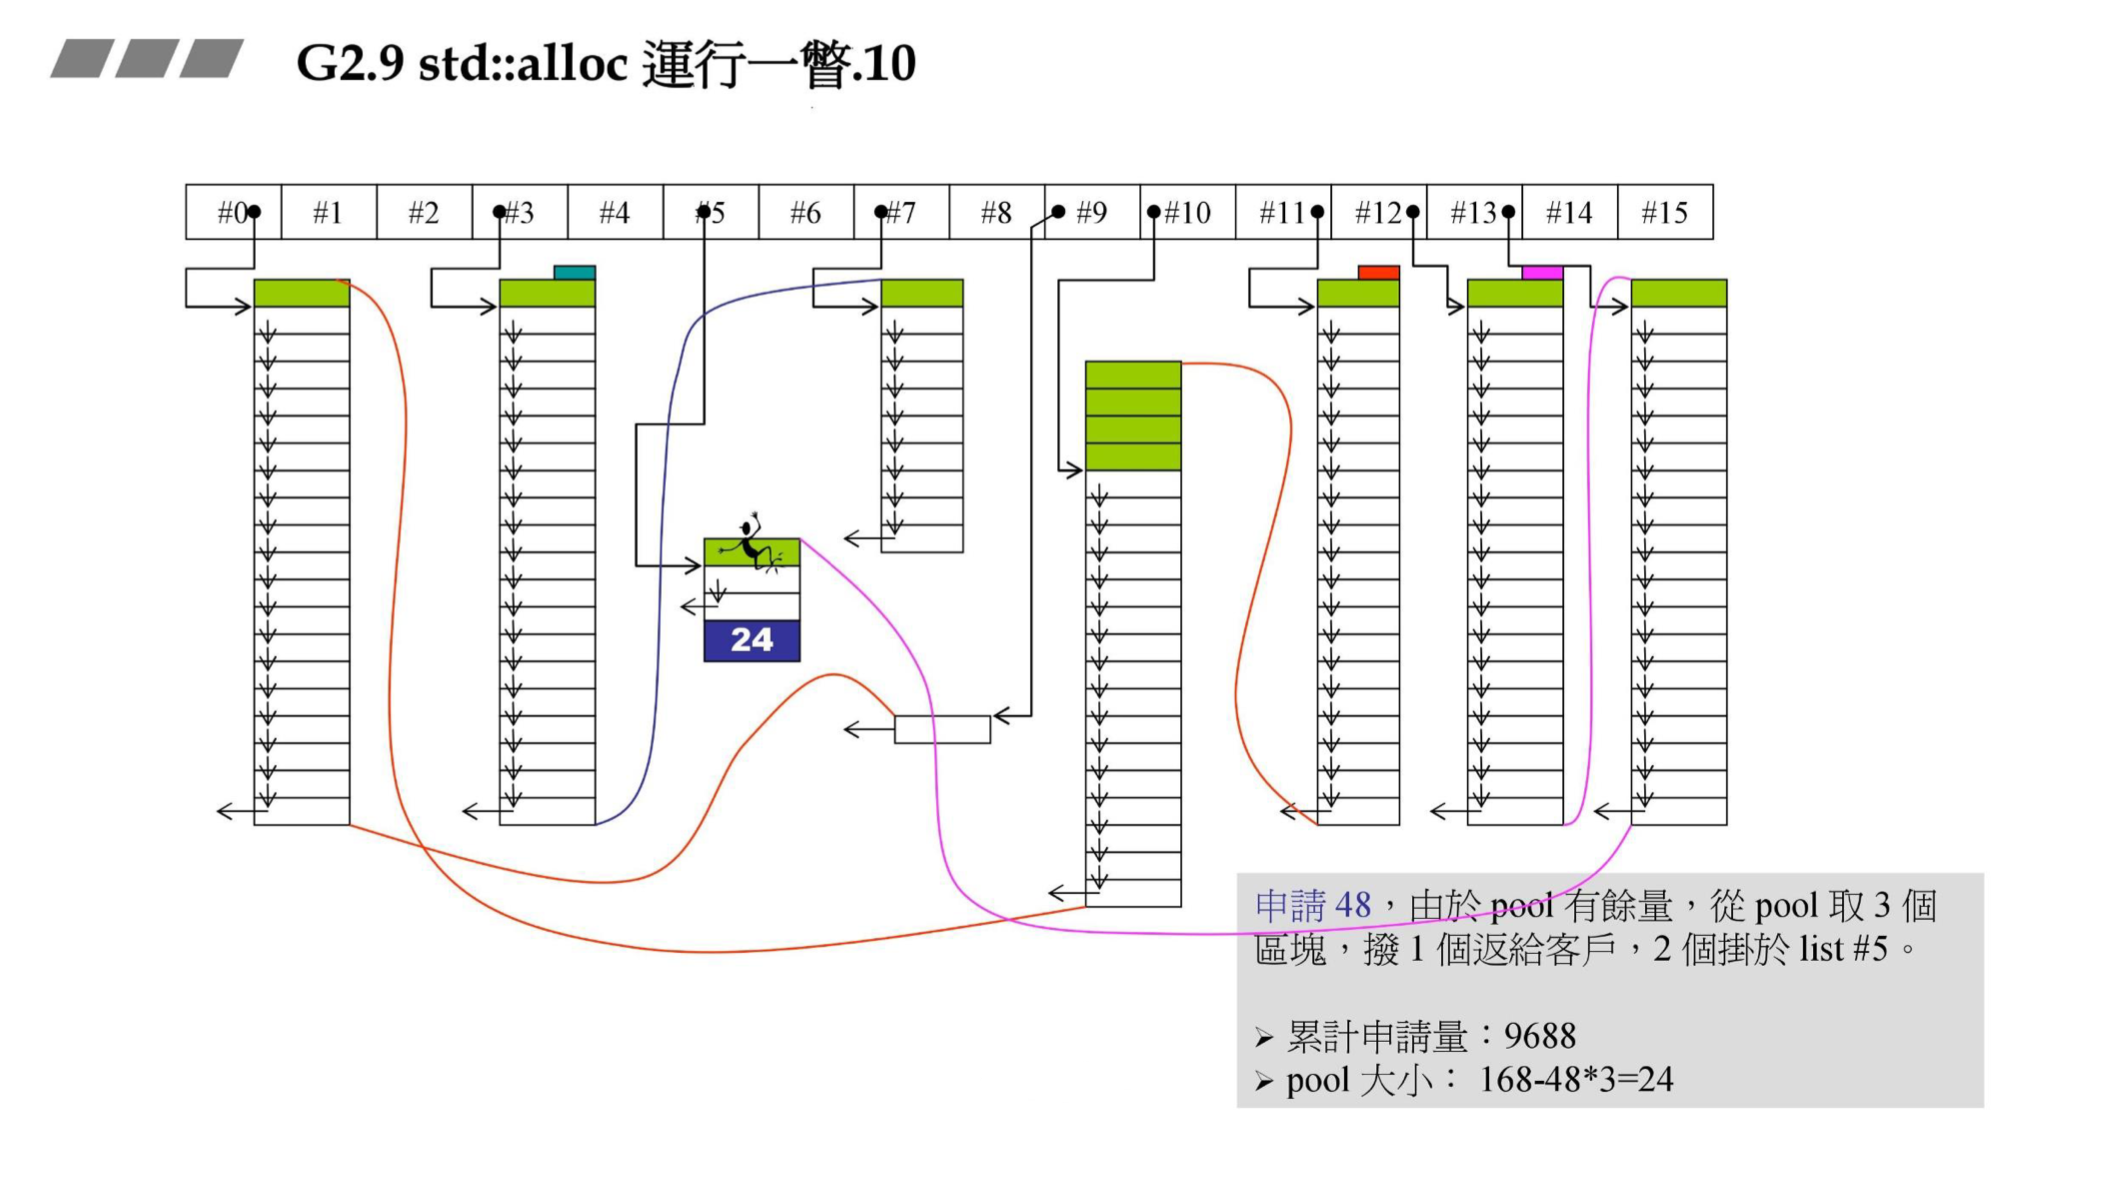 G2.9 std::alloc 運行一瞥.10
#0 #1 #2 #3 #4 #5 #6 #7 #8 #9 #10 #11 #12 #13 #14 #15
24
申請 48，由於 pool 有餘量，從 pool 取 3 個
區塊，撥 1 個返給客戶，2 個掛於 list #5。
➢ 累計申請量：9688
➢ pool 大小： 168-48*3=24